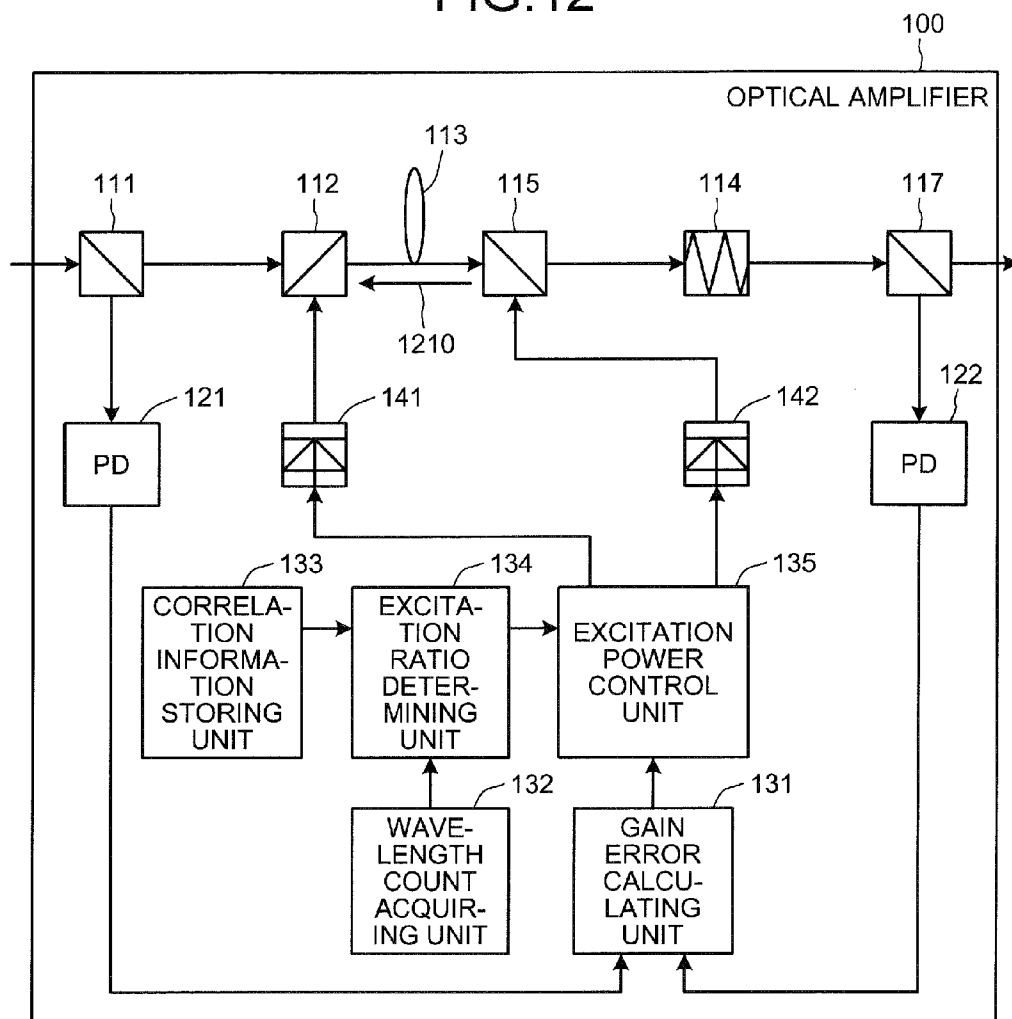 FIG.12
100
OPTICAL AMPLIFIER
113
111
112
115
114
117
1210
121
141
142
122
PD
PD
133
134
135
CORRELA-
TION
INFORMA-
TION
STORING
UNIT
EXCITA-
TION
RATIO
DETER-
MINING
UNIT
EXCITATION
POWER
CONTROL
UNIT
132
131
WAVE-
LENGTH
COUNT
ACQUIR-
ING UNIT
GAIN
ERROR
CALCU-
LATING
UNIT